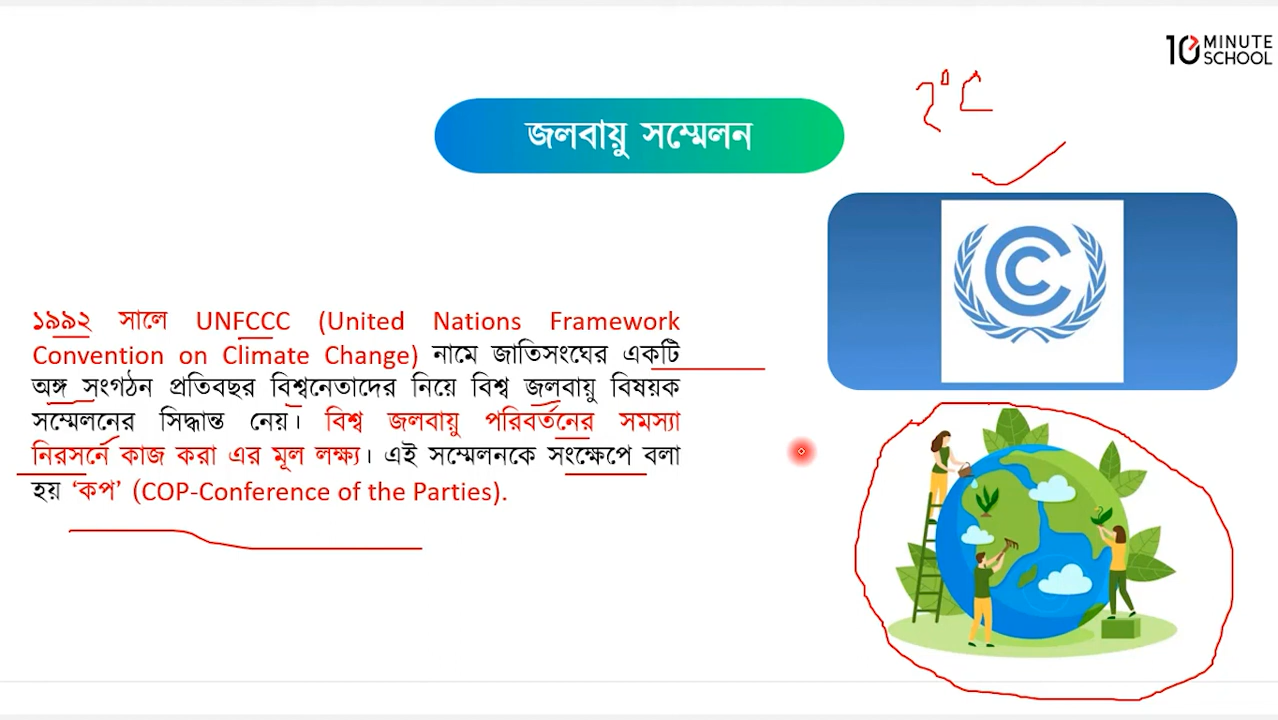 10 MINUTE
SCHOOL
জলবায়ু সম্মেলন
১৯৯২ সালে UNFCCC (United Nations Framework
Convention on Climate Change) নামে জাতিসংঘের একটি
অঙ্গ সংগঠন প্রতিবছর বিশ্বনেতাদের নিয়ে বিশ্ব জলবায়ু বিষয়ক
সম্মেলনের সিদ্ধান্ত নেয়। বিশ্ব জলবায়ু পরিবর্তনের সমস্যা
নিরসনে কাজ করা এর মূল লক্ষ্য। এই সম্মেলনকে সংক্ষেপে বলা
হয় ‘কপ’ (COP-Conference of the Parties).